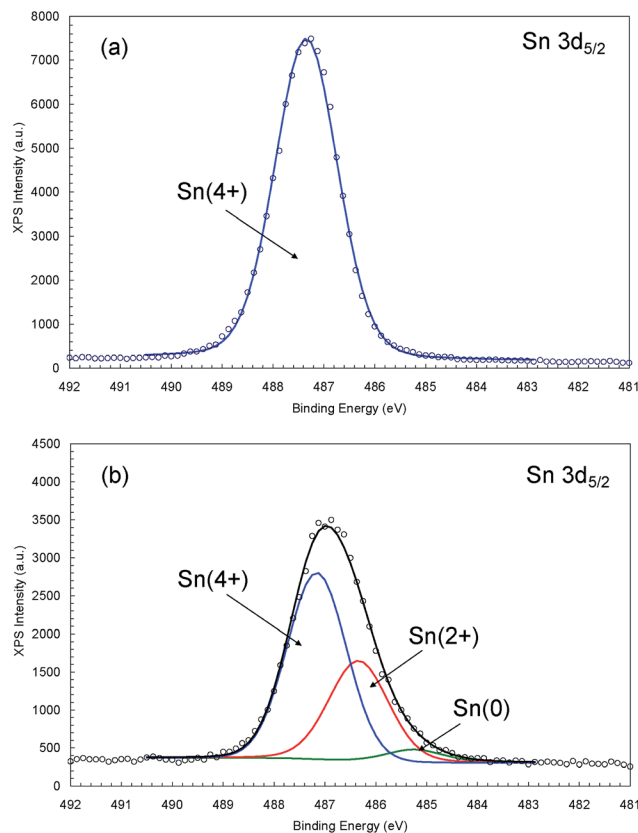 8000
(a)
Sn 3d5/2
7000
6000
5000
XPS Intensity (a.u.)
4000
Sn(4+)
3000
2000
1000
0
492 491 490 489 488 487 486 485 484 483 482 481
Binding Energy (eV)
4500
(b)
Sn 3d5/2
4000
3500
3000
Sn(4+)
XPS Intensity (a.u.)
2500
2000
Sn(2+)
1500
1000
Sn(0)
500
0
492 491 490 489 488 487 486 485 484 483 482 481
Binding Energy (eV)